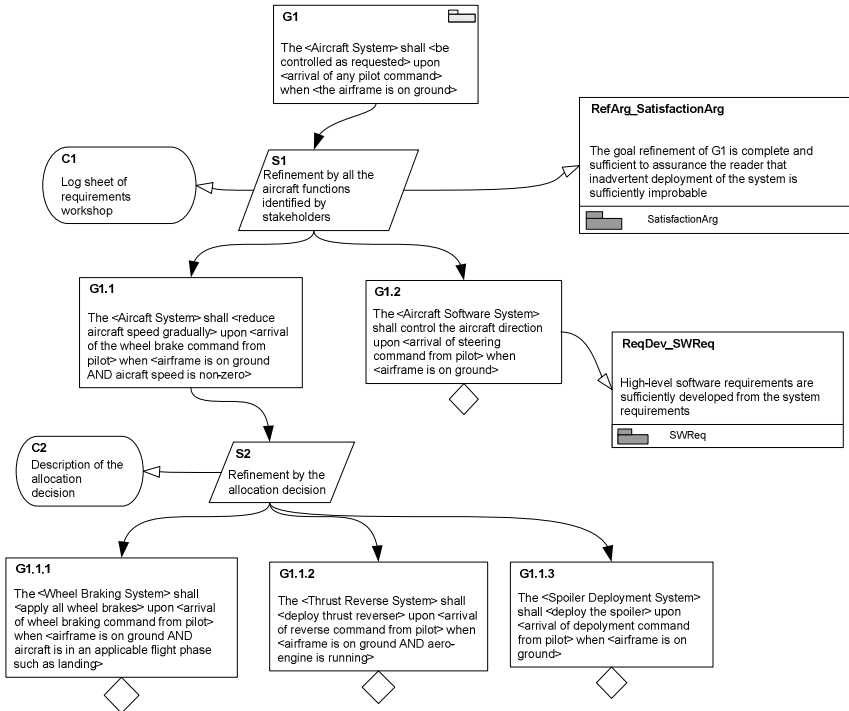 G1
The <Aircraft System> shall <be
controlled as requested> upon
<arrival of any pilot command>
when <the airframe is on ground>
RefArg_SatisfactionArg
The goal refinement of G1 is complete and
sufficient to assurance the reader that
inadvertent deployment of the system is
sufficiently improbable
SatisfactionArg
C1
Log sheet of
requirements
workshop
S1
Refinement by all the
aircraft functions
identified by
stakeholders
G1.1
The <Aircaft System> shall <reduce
aircraft speed gradually> upon <arrival
of the wheel brake command from
pilot> when <airframe is on ground
AND aicraft speed is non-zero>
G1.2
The <Aircraft Software System>
shall control the aircraft direction
upon <arrival of steering
command from pilot> when
<airframe is on ground>
ReqDev_SWReq
High-level software requirements are
sufficiently developed from the system
requirements
SWReq
C2
Description of the
allocation
decision
S2
Refinement by the
allocation decision
G1.1.1
The <Wheel Braking System> shall
<apply all wheel brakes> upon <arrival
of wheel braking command from pilot>
when <airframe is on ground AND
aircraft is in an applicable flight phase
such as landing>
G1.1.2
The <Thrust Reverse System> shall
<deploy thrust reverser> upon <arrival
of reverse command from pilot> when
<airframe is on ground AND aero-
engine is running>
G1.1.3
The <Spoiler Deployment System>
shall <deploy the spoiler> upon
<arrival of depolyment command
from pilot> when <airframe is on
ground>